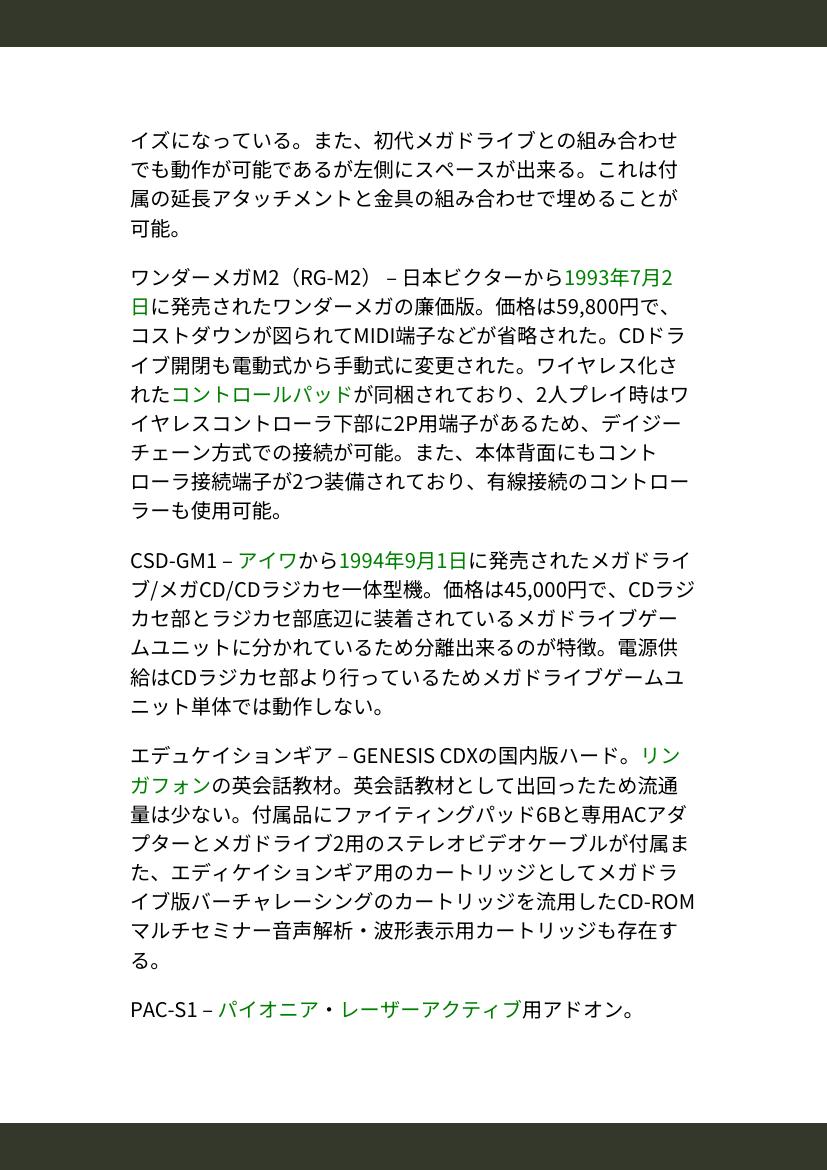 イズになっている。また、初代メガドライブとの組み合わせ
でも動作が可能であるが左側にスペースが出来る。これは付
属の延長アタッチメントと金具の組み合わせで埋めることが
可能。
ワンダーメガM2（RG-M2） – 日本ビクターから1993年7月2
日に発売されたワンダーメガの廉価版。価格は59,800円で、
コストダウンが図られてMIDI端子などが省略された。CDドラ
イブ開閉も電動式から手動式に変更された。ワイヤレス化さ
れたコントロールパッドが同梱されており、2人プレイ時はワ
イヤレスコントローラ下部に2P用端子があるため、デイジー
チェーン方式での接続が可能。また、本体背面にもコント
ローラ接続端子が2つ装備されており、有線接続のコントロー
ラーも使用可能。
CSD-GM1 – アイワから1994年9月1日に発売されたメガドライ
ブ/メガCD/CDラジカセ一体型機。価格は45,000円で、CDラジ
カセ部とラジカセ部底辺に装着されているメガドライブゲー
ムユニットに分かれているため分離出来るのが特徴。電源供
給はCDラジカセ部より行っているためメガドライブゲームユ
ニット単体では動作しない。
エデュケイションギア – GENESIS CDXの国内版ハード。リン
ガフォンの英会話教材。英会話教材として出回ったため流通
量は少ない。付属品にファイティングパッド6Bと専用ACアダ
プターとメガドライブ2用のステレオビデオケーブルが付属ま
た、エディケイションギア用のカートリッジとしてメガドラ
イブ版バーチャレーシングのカートリッジを流用したCD-ROM
マルチセミナー音声解析・波形表示用カートリッジも存在す
る。
PAC-S1 – パイオニア・レーザーアクティブ用アドオン。